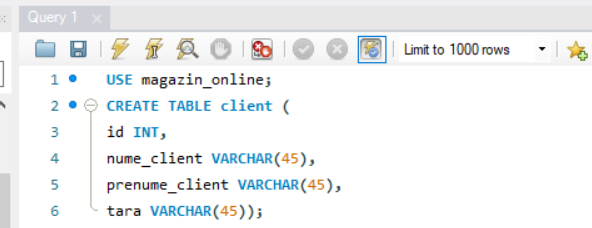 Query 1
Limit to 1000 rows
1 USE magazin_online;
2 CREATE TABLE client (
3 id INT,
4 nume_client VARCHAR(45),
5 prenume_client VARCHAR(45),
6 tara VARCHAR(45));